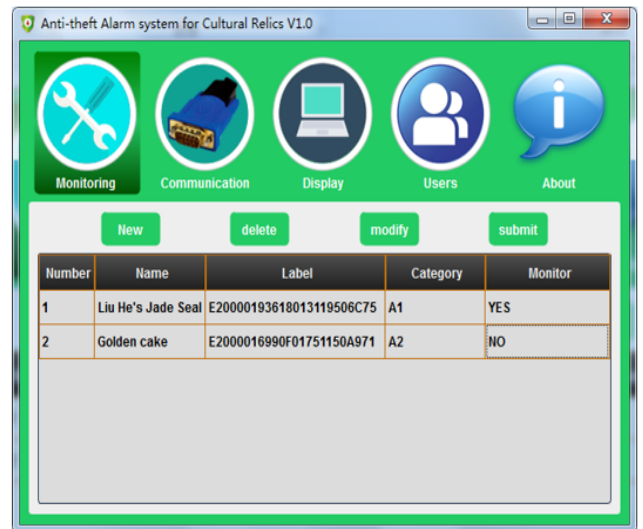 Anti-theft Alarm system for Cultural Relics V1.0
Monitoring Communication Display Users About
New delete modify submit
Number Name Label Category Monitor
1 Liu He's Jade Seal E20000193618013119506C75 A1 YES
2 Golden cake E2000016990F01751150A971 A2 NO